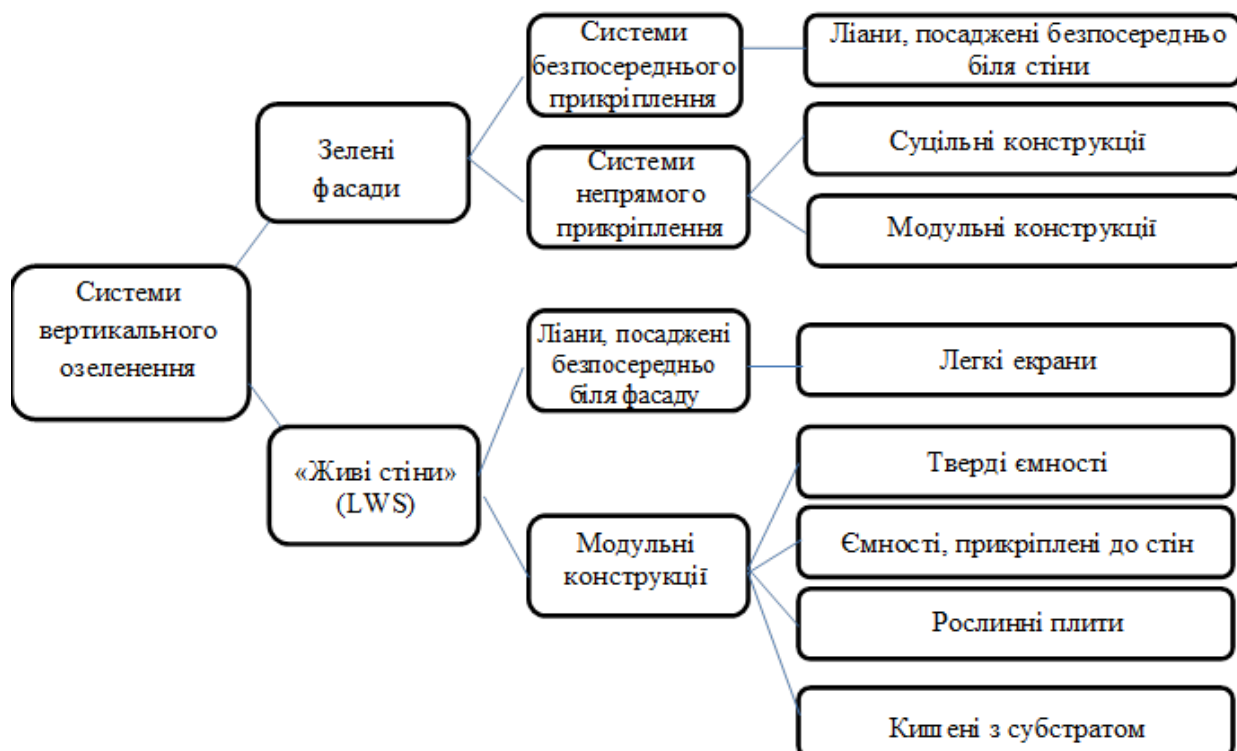 Системи
вертикального
озеленення
Зелені
фасади
Системи
безпосереднього
прикріплення
Ліани, посаджені безпосередньо
біля стіни
Системи
непрямого
прикріплення
Суцільні конструкції
Модульні конструкції
«Живі стіни»
(LWS)
Ліани, посаджені
безпосередньо
біля фасаду
Легкі екрани
Модульні
конструкції
Тверді ємності
Ємності, прикріплені до стін
Рослинні плити
Кишені з субстратом